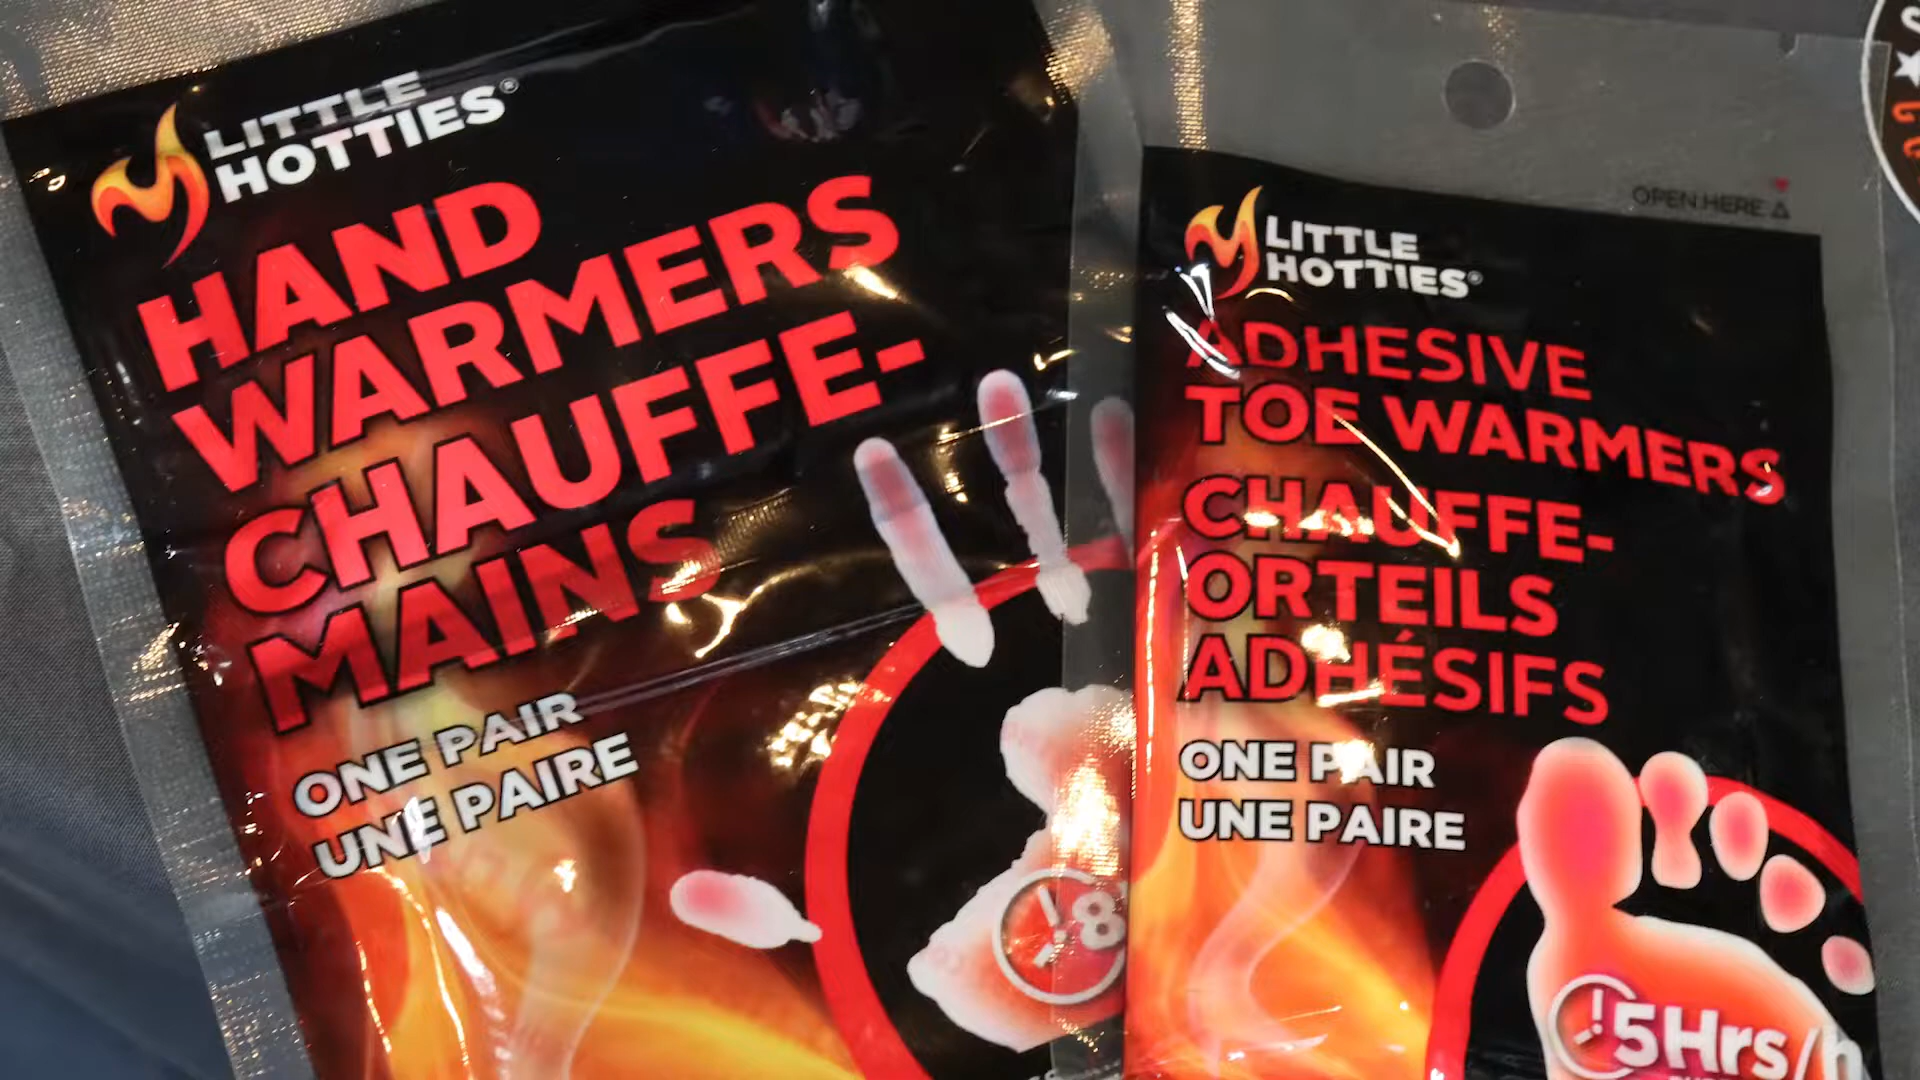 LITTLE
HOTTIES®
HAND
WARMERS
CHAUFFE-
MAINS
ONE PAIR
UNE PAIRE
8
OPEN HERE
LITTLE
HOTTIES®
ADHESIVE
TOE WARMERS
CHAUFFE-
ORTEILS
ADHÉSIFS
ONE PAIR
UNE PAIRE
5Hrs/h